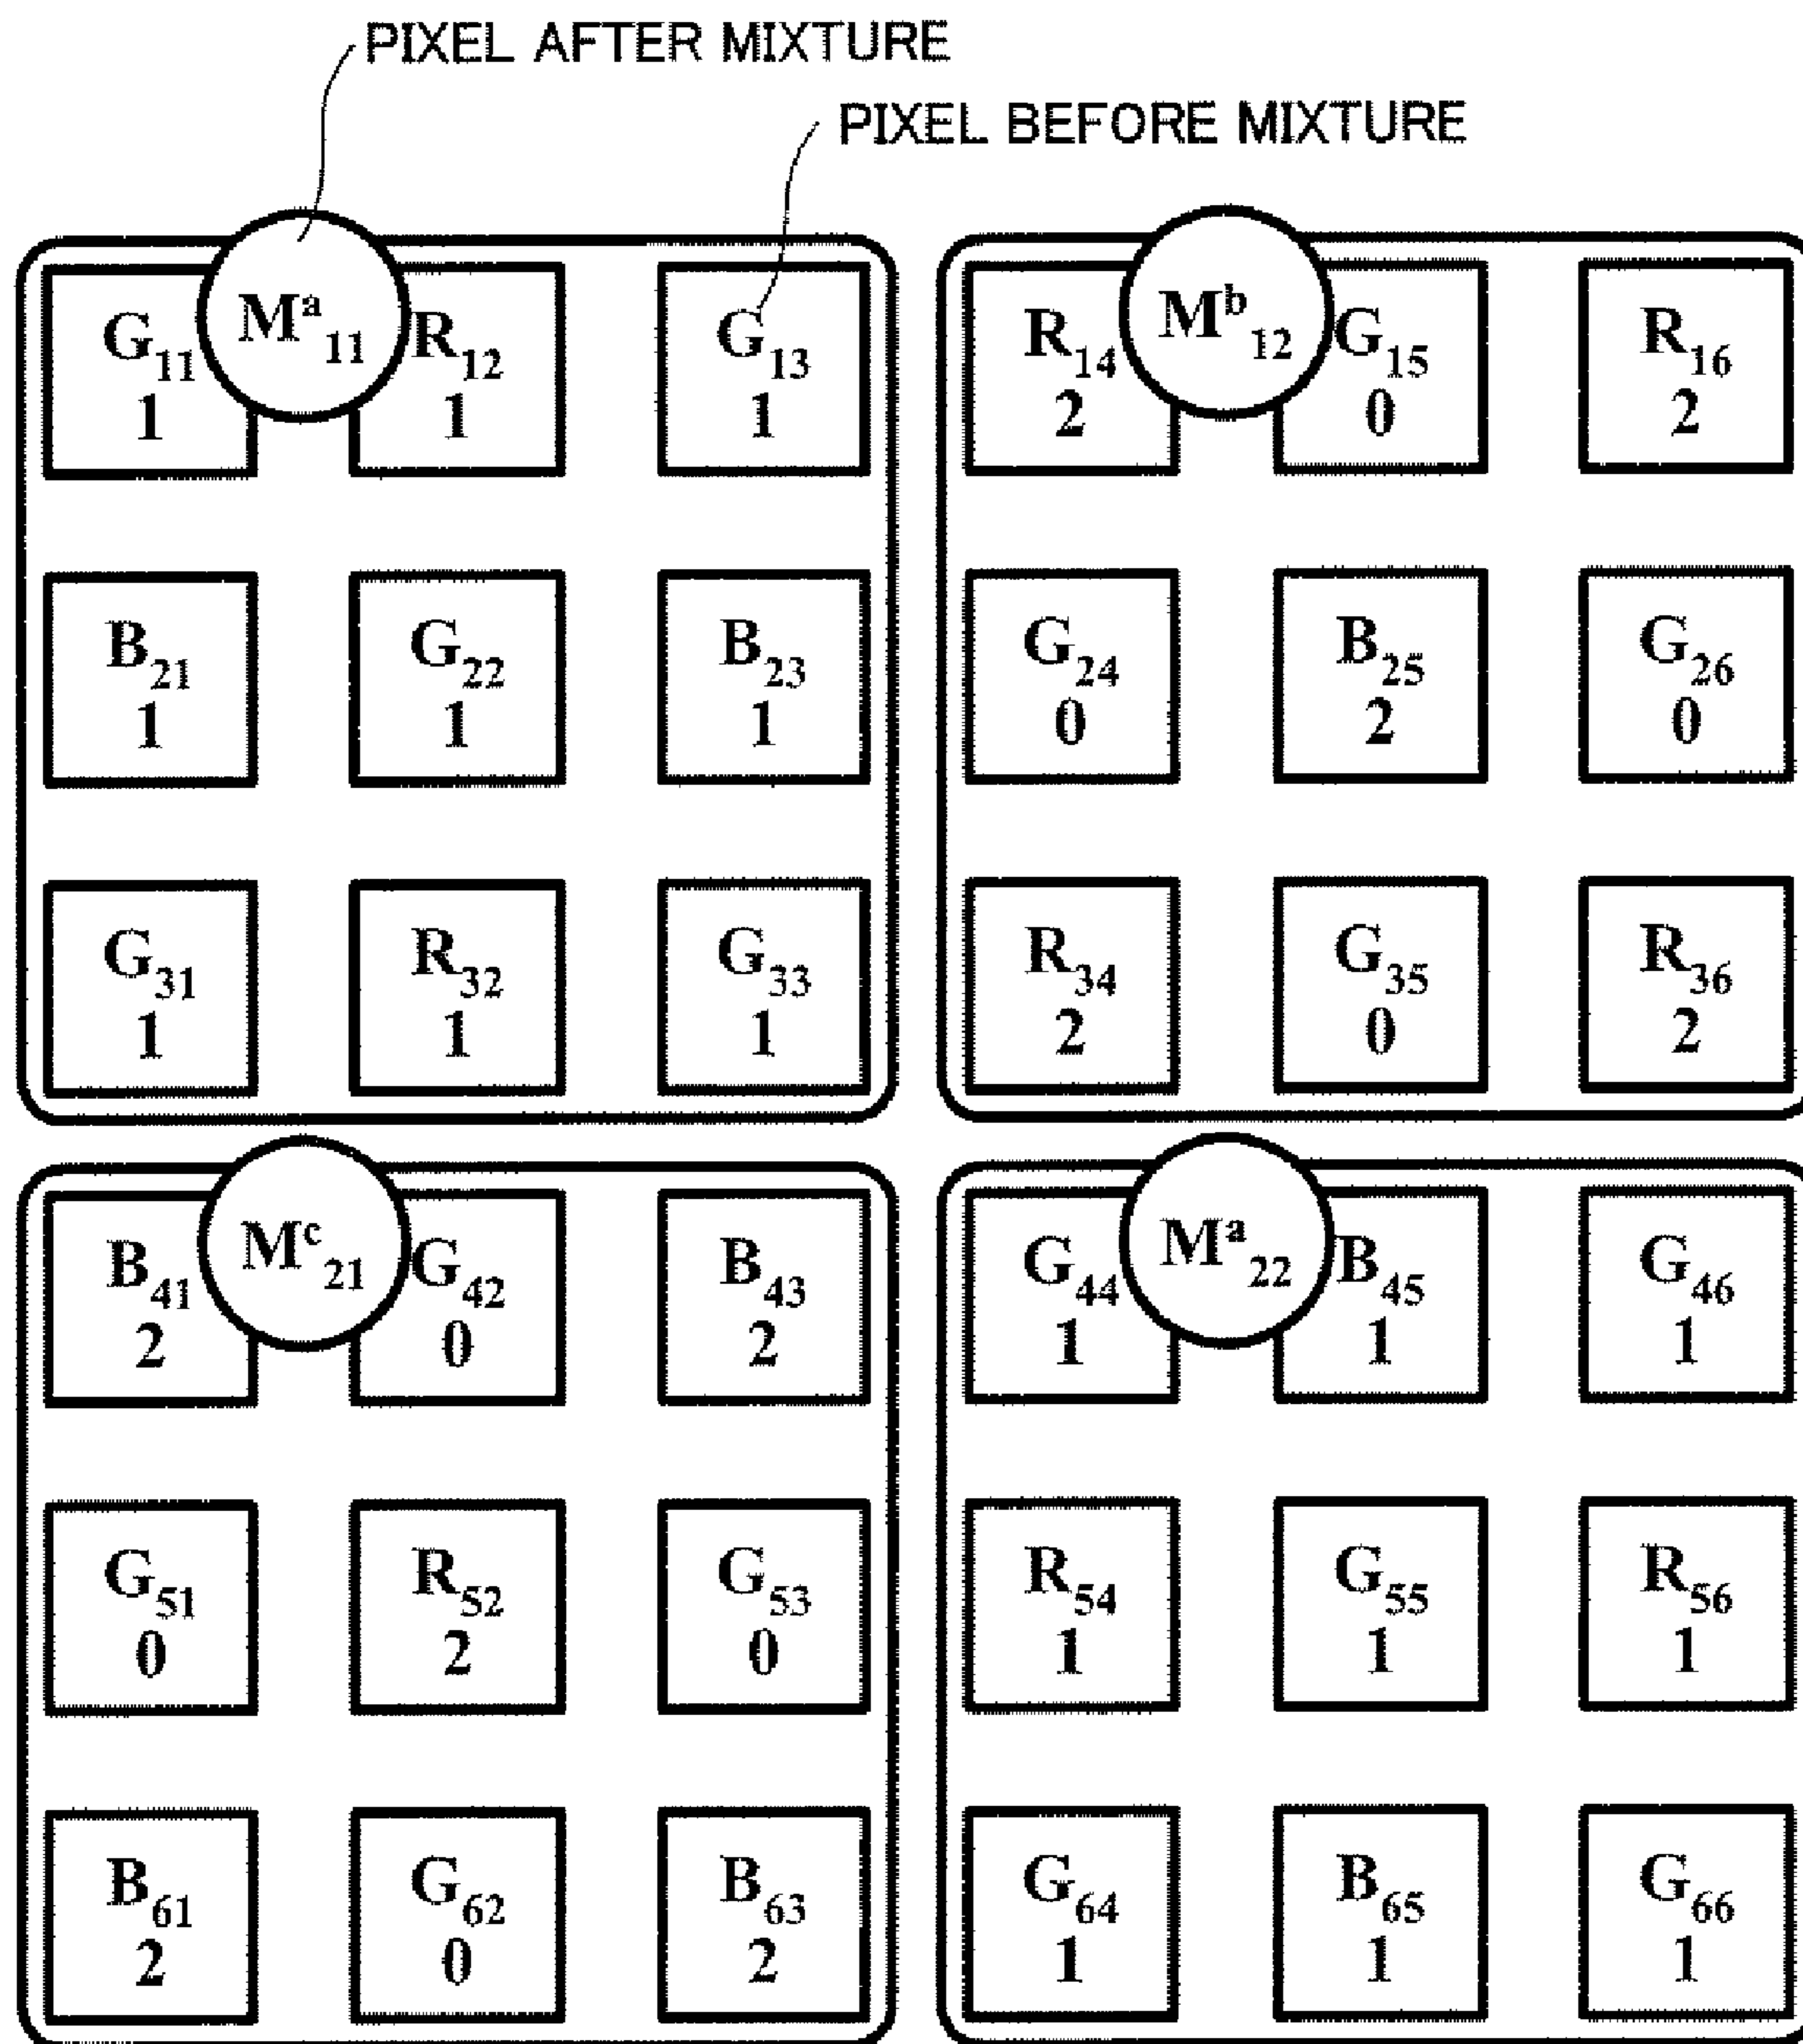 PIXEL AFTER MIXTURE
PIXEL BEFORE MIXTURE
G11 Ma11 R12 G13 R14 Mb12 G15 R16
1 1 1 2 0 2
B21 G22 B23 G24 B25 G26
1 1 1 0 2 0
G31 R32 G33 R34 G35 R36
1 1 1 2 0 2
B41 Mc21 G42 B43 G44 Ma22 B45 G46
2 0 2 1 1 1
G51 R52 G53 R54 G55 R56
0 2 0 1 1 1
B61 G62 B63 G64 B65 G66
2 0 2 1 1 1